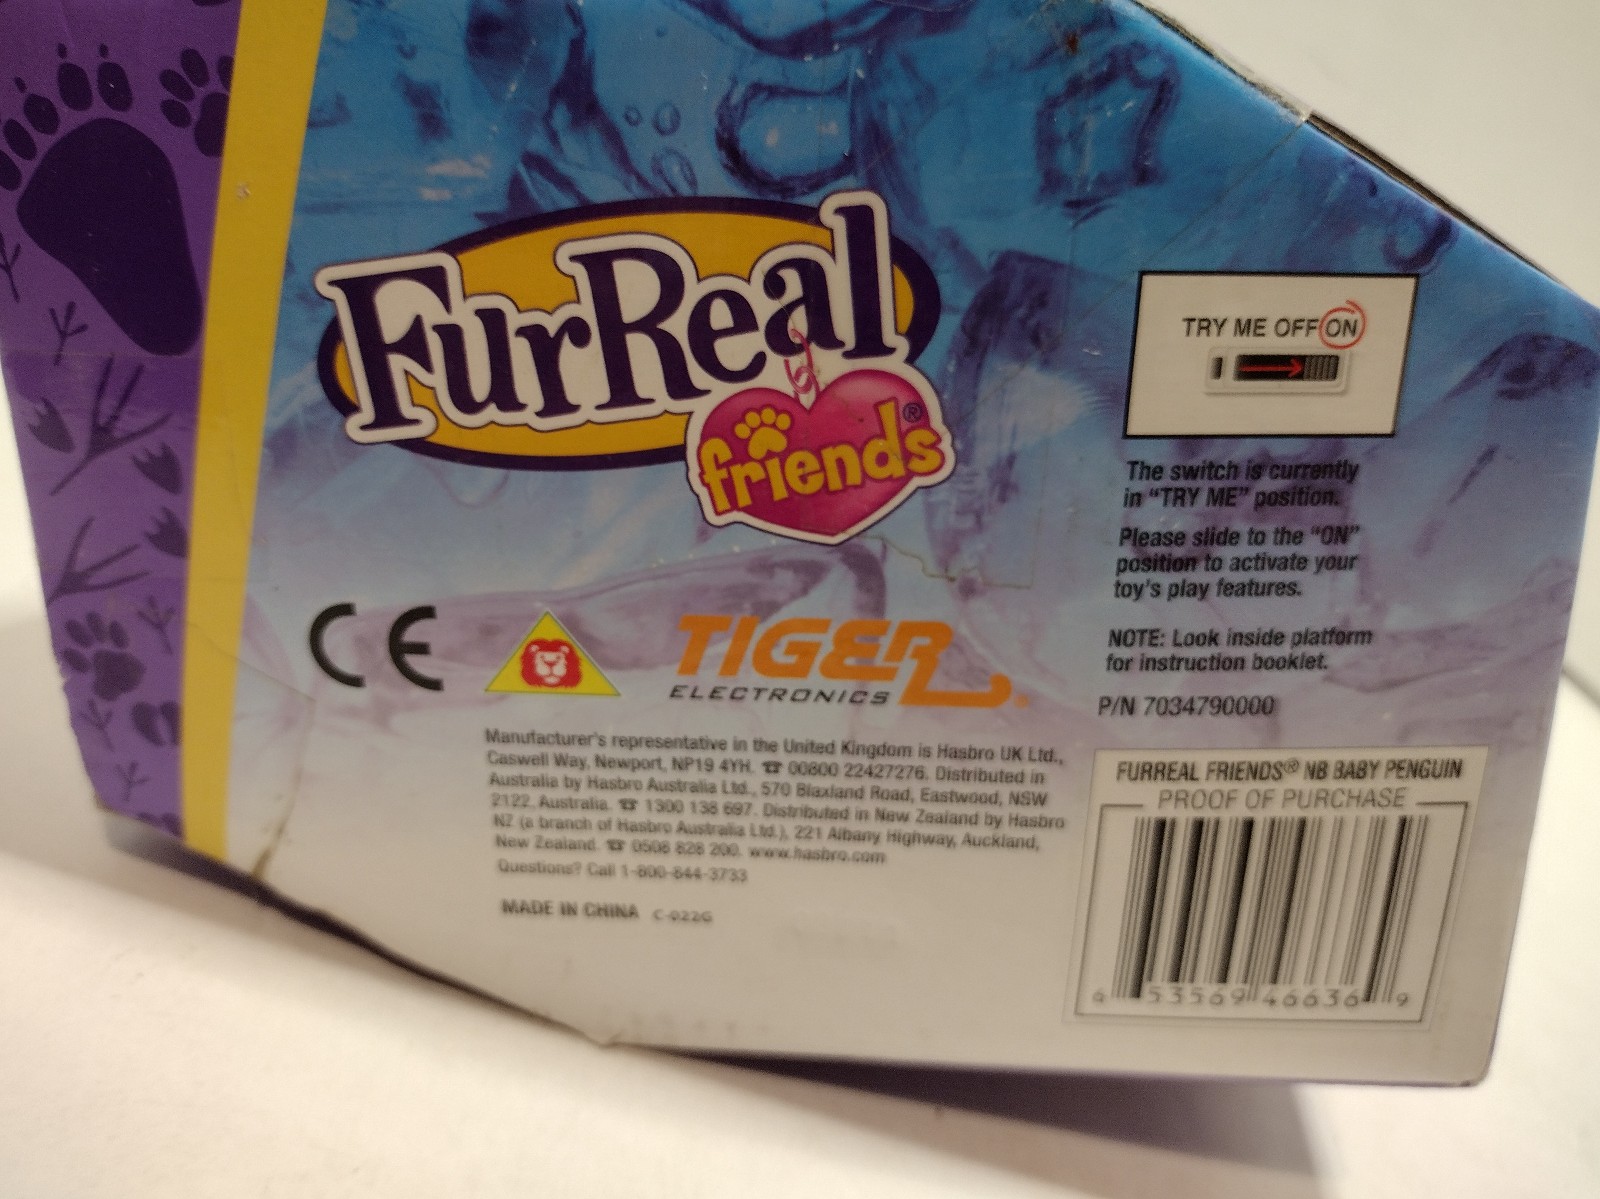 FurReal
friends®
TRY ME OFF ON
The switch is currently
in “TRY ME” position.
Please slide to the “ON”
position to activate your
toy's play features.
NOTE: Look inside platform
for instruction booklet.
P/N 7034790000
CE
TIGER
ELECTRONICS
Manufacturer's representative in the United Kingdom is Hasbro UK Ltd.,
Caswell Way, Newport, NP19 4YH. ☎ 00800 22427276. Distributed in
Australia by Hasbro Australia Ltd., 570 Blaxland Road, Eastwood, NSW
2122, Australia. ☎ 1300 138 697. Distributed in New Zealand by Hasbro
NZ (a branch of Hasbro Australia Ltd.), 221 Albany Highway, Auckland,
New Zealand. ☎ 0508 828 200. www.hasbro.com
Questions? Call 1-800-844-3733
MADE IN CHINA C-022G
FURREAL FRIENDS® NB BABY PENGUIN
PROOF OF PURCHASE
6 53569 46636 9